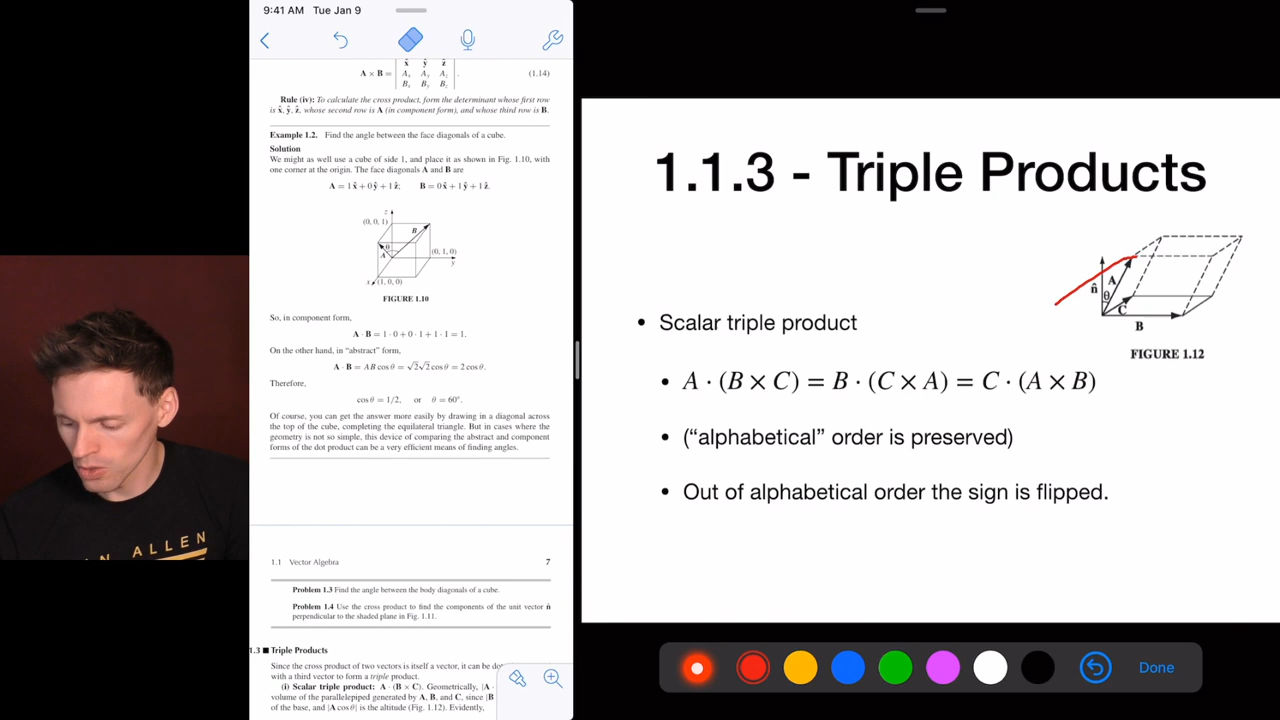 9:41 AM Tue Jan 9
x̂ ŷ ẑ
A × B = | Aₓ Aᵧ A_z | . (1.14)
Bₓ Bᵧ B_z
Rule (iv): To calculate the cross product, form the determinant whose first row
is x̂, ŷ, ẑ, whose second row is A (in component form), and whose third row is B.
Example 1.2. Find the angle between the face diagonals of a cube.
Solution
We might as well use a cube of side 1, and place it as shown in Fig. 1.10, with
one corner at the origin. The face diagonals A and B are
A = 1 x̂ + 0 ŷ + 1 ẑ; B = 0 x̂ + 1 ŷ + 1 ẑ.
z
(0, 0, 1)
B
θ
A
(0, 1, 0)
y
x (1, 0, 0)
FIGURE 1.10
So, in component form,
A · B = 1 · 0 + 0 · 1 + 1 · 1 = 1.
On the other hand, in “abstract” form,
A · B = AB cos θ = √2√2 cos θ = 2 cos θ.
Therefore,
cos θ = 1/2, or θ = 60°.
Of course, you can get the answer more easily by drawing in a diagonal across
the top of the cube, completing the equilateral triangle. But in cases where the
geometry is not so simple, this device of comparing the abstract and component
forms of the dot product can be a very efficient means of finding angles.
1.1 Vector Algebra 7
Problem 1.3 Find the angle between the body diagonals of a cube.
Problem 1.4 Use the cross product to find the components of the unit vector n̂
perpendicular to the shaded plane in Fig. 1.11.
1.3 ■ Triple Products
Since the cross product of two vectors is itself a vector, it can be do
with a third vector to form a triple product.
(i) Scalar triple product: A · (B × C). Geometrically, |A ·
volume of the parallelepiped generated by A, B, and C, since |B
of the base, and |A cos θ| is the altitude (Fig. 1.12). Evidently,
1.1.3 - Triple Products
n̂ A
θ
C
B
FIGURE 1.12
• Scalar triple product
• A · (B × C) = B · (C × A) = C · (A × B)
• (“alphabetical” order is preserved)
• Out of alphabetical order the sign is flipped.
Done
ALLEN